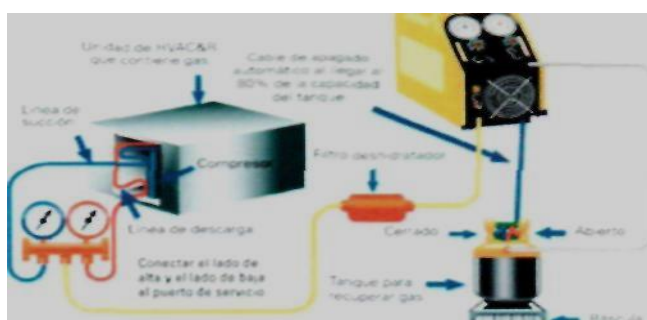 Unidad de HVAC&R
que contiene gas
Cable de apagado
automático al llegar al
80% de la capacidad
del tanque
Línea de
succión
Compresor
Filtro deshidratador
Línea de descarga
Cerrado
Abierto
Conectar el lado de
alta y el lado de baja
al puerto de servicio
Tanque para
recuperar gas
Báscula